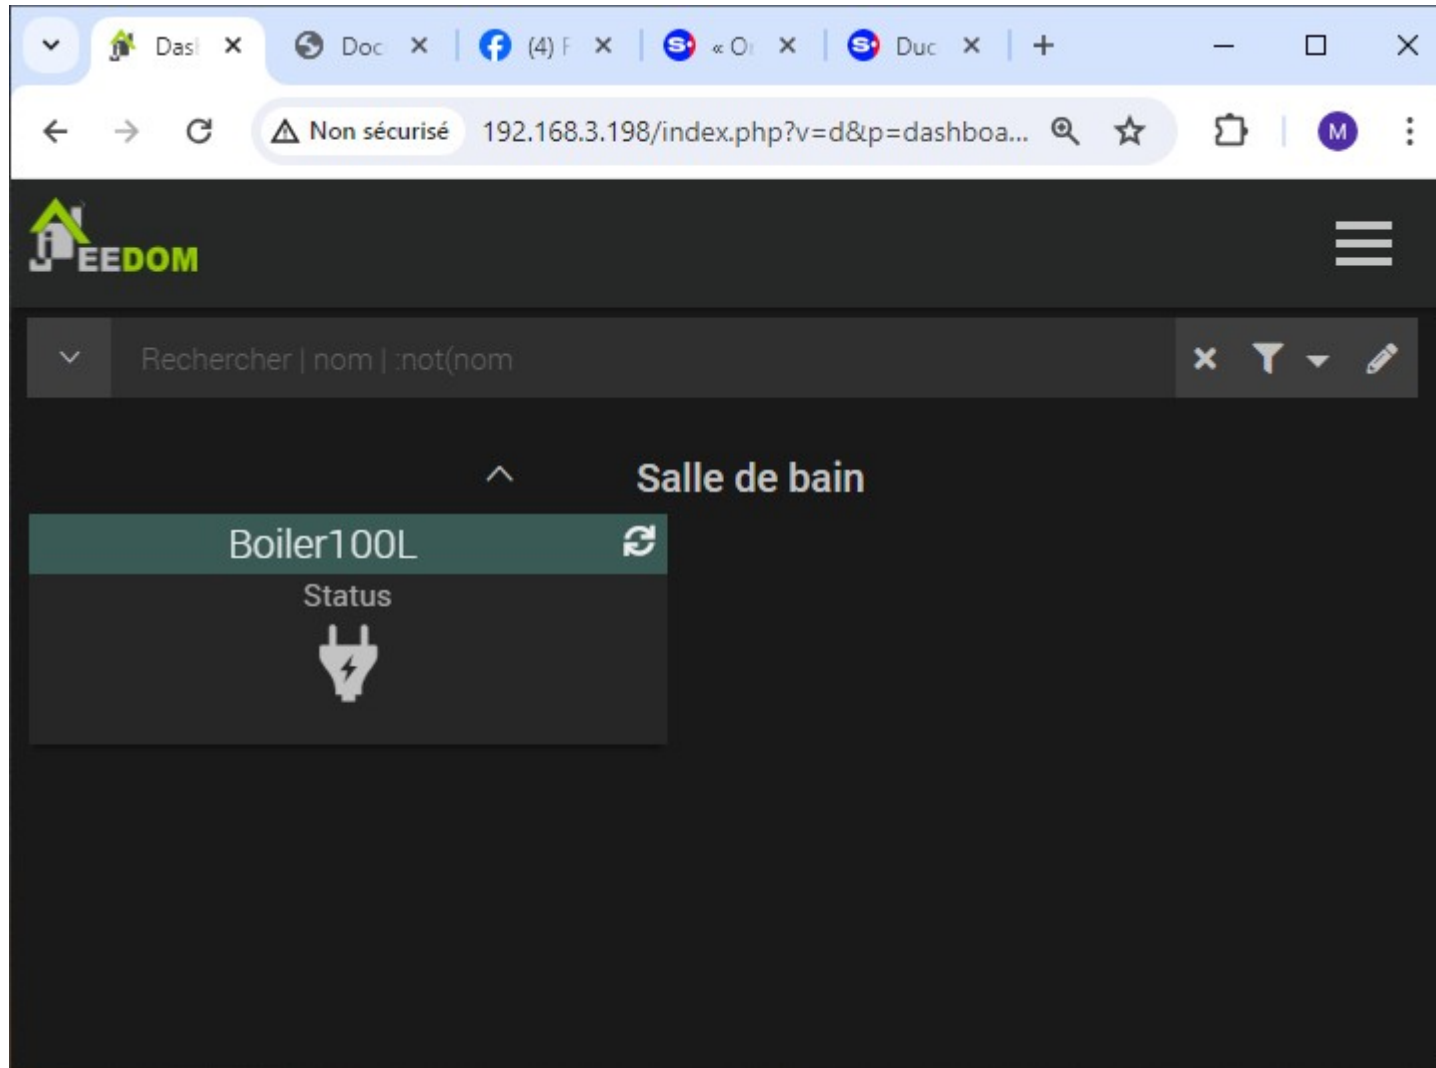 Das
Doc
(4) F
« O
Duc
Non sécurisé 192.168.3.198/index.php?v=d&p=dashboa...
M
JEEDOM
Rechercher | nom | :not(nom
Salle de bain
Boiler100L
Status